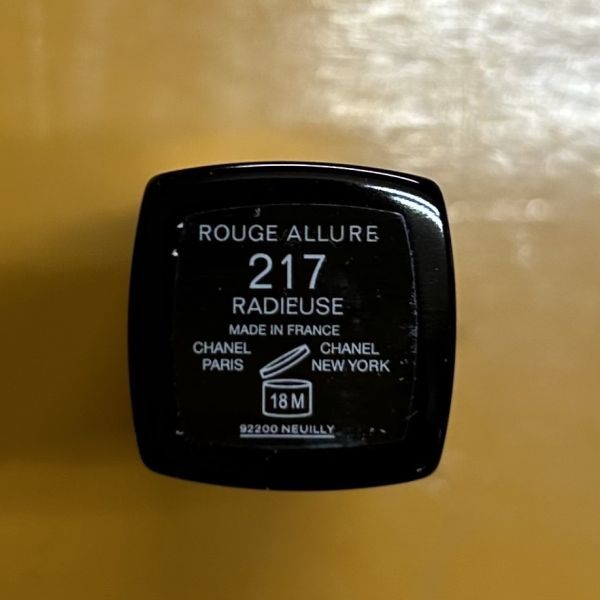 ROUGE ALLURE
217
RADIEUSE
MADE IN FRANCE
CHANEL
PARIS
CHANEL
NEW YORK
18 M
92200 NEUILLY